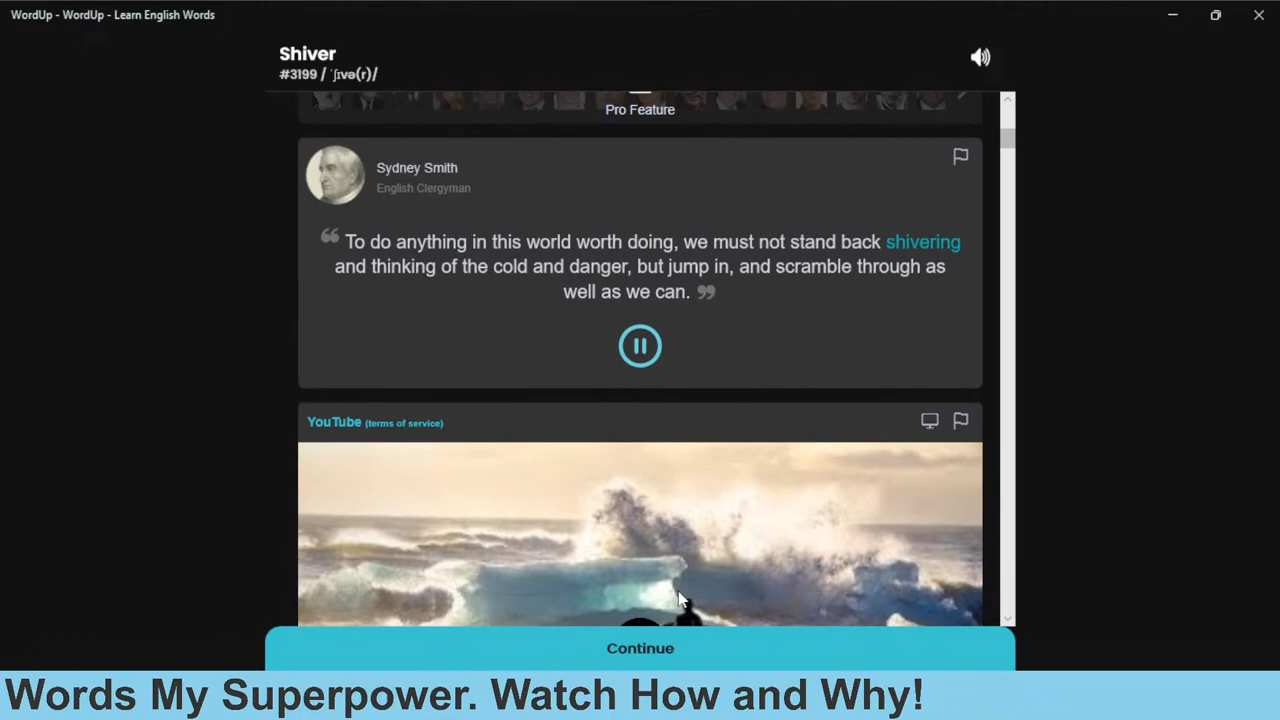 WordUp - WordUp - Learn English Words
Shiver
#3199 / ˈʃɪvə(r)/
Pro Feature
Sydney Smith
English Clergyman
❝ To do anything in this world worth doing, we must not stand back shivering
and thinking of the cold and danger, but jump in, and scramble through as
well as we can. ❞
YouTube (terms of service)
Continue
Words My Superpower. Watch How and Why!